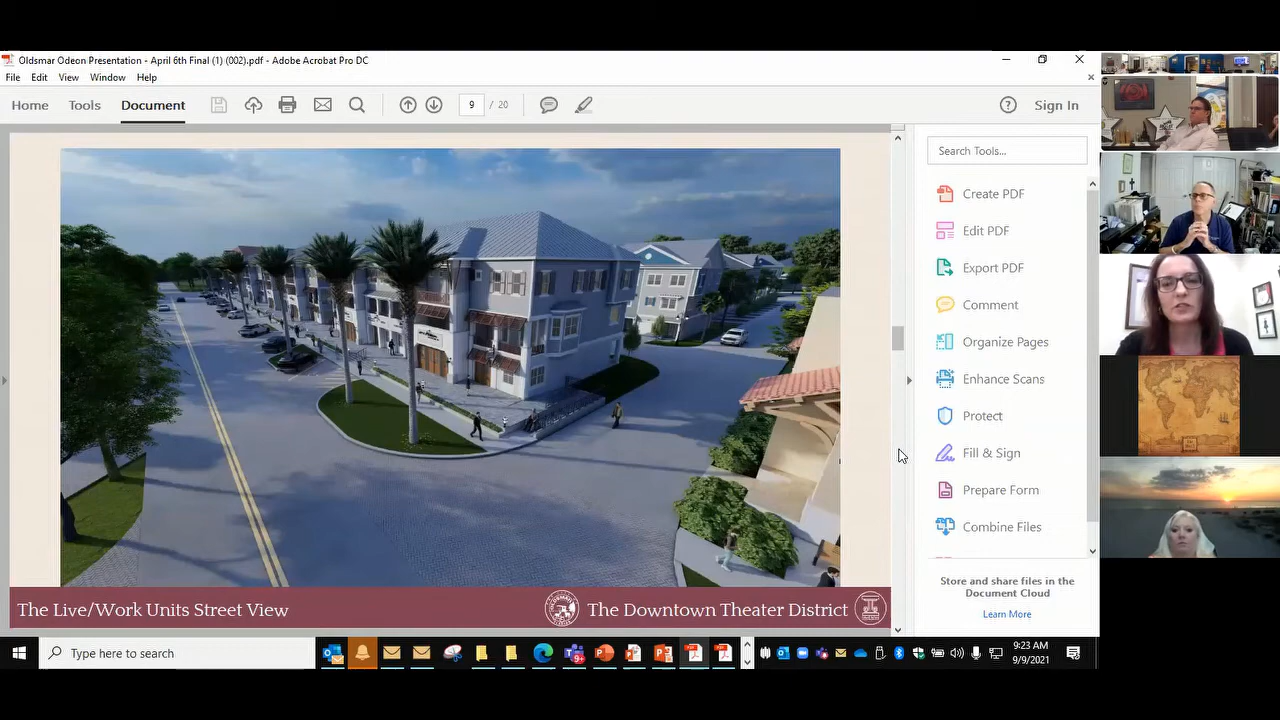 Oldsmar Odeon Presentation - April 6th Final (1) (002).pdf - Adobe Acrobat Pro DC
File Edit View Window Help
Home Tools Document 9 / 20 Sign In
Search Tools...
Create PDF
Edit PDF
Export PDF
Comment
Organize Pages
Enhance Scans
Protect
Fill & Sign
Prepare Form
Combine Files
Store and share files in the
Document Cloud
Learn More
The Live/Work Units Street View The Downtown Theater District
Type here to search
9:23 AM
9/9/2021